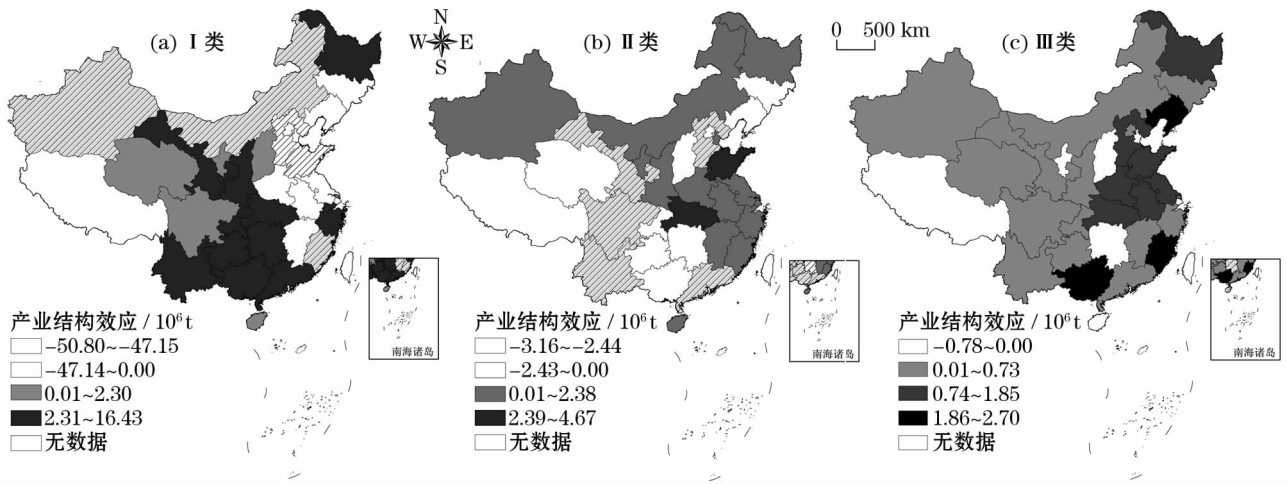 (a) Ⅰ类
N
W E
S
(b) Ⅱ类
0 500 km
(c) Ⅲ类
产业结构效应 / 10⁶ t
-50.80~-47.15
-47.14~0.00
0.01~2.30
2.31~16.43
无数据
南海诸岛
产业结构效应 / 10⁶ t
-3.16~-2.44
-2.43~0.00
0.01~2.38
2.39~4.67
无数据
南海诸岛
产业结构效应 / 10⁶ t
-0.78~0.00
0.01~0.73
0.74~1.85
1.86~2.70
无数据
南海诸岛